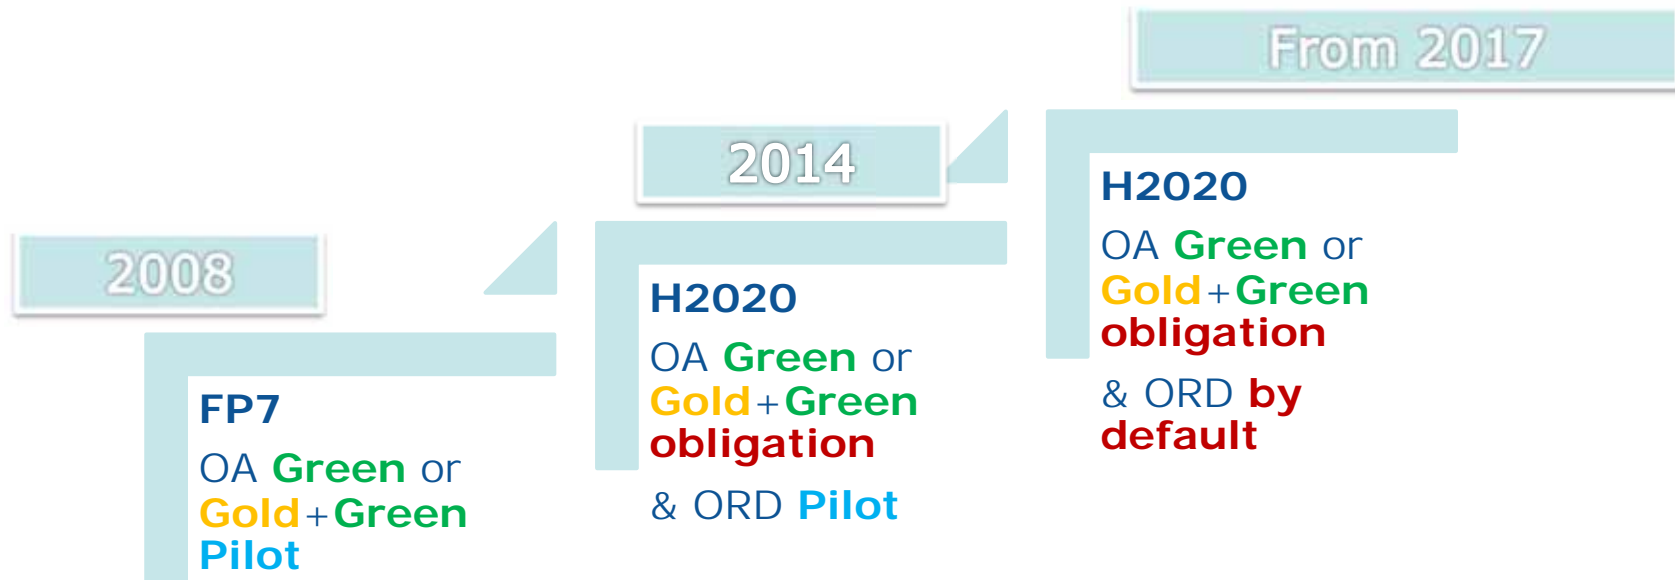 2008
FP7
OA Green or
Gold+Green
Pilot
2014
H2020
OA Green or
Gold+Green
obligation
& ORD Pilot
From 2017
H2020
OA Green or
Gold+Green
obligation
& ORD by
default